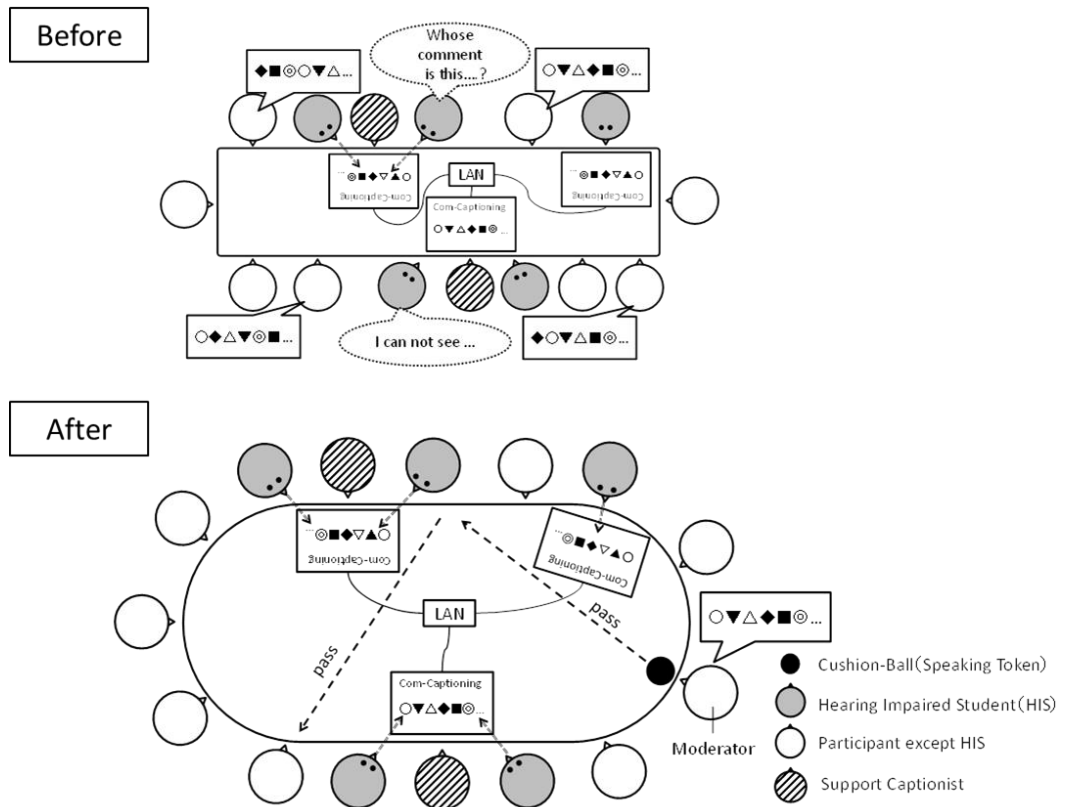 Before
◆■◎○▼△...
Whose
comment
is this....?
○▼△◆■◎...
○▲▽◆■◎...
Com-Captioning
LAN
○▲▽◆■◎...
Com-Captioning
Com-Captioning
○▼△◆■◎...
○◆△▼◎■...
I can not see ...
◆○▼△■◎...
After
○▲▽◆■◎...
Com-Captioning
○▲▽◆■◎...
Com-Captioning
pass
pass
LAN
Com-Captioning
○▼△◆■◎...
○▼△◆■◎...
Moderator
Cushion-Ball(Speaking Token)
Hearing Impaired Student(HIS)
Participant except HIS
Support Captionist